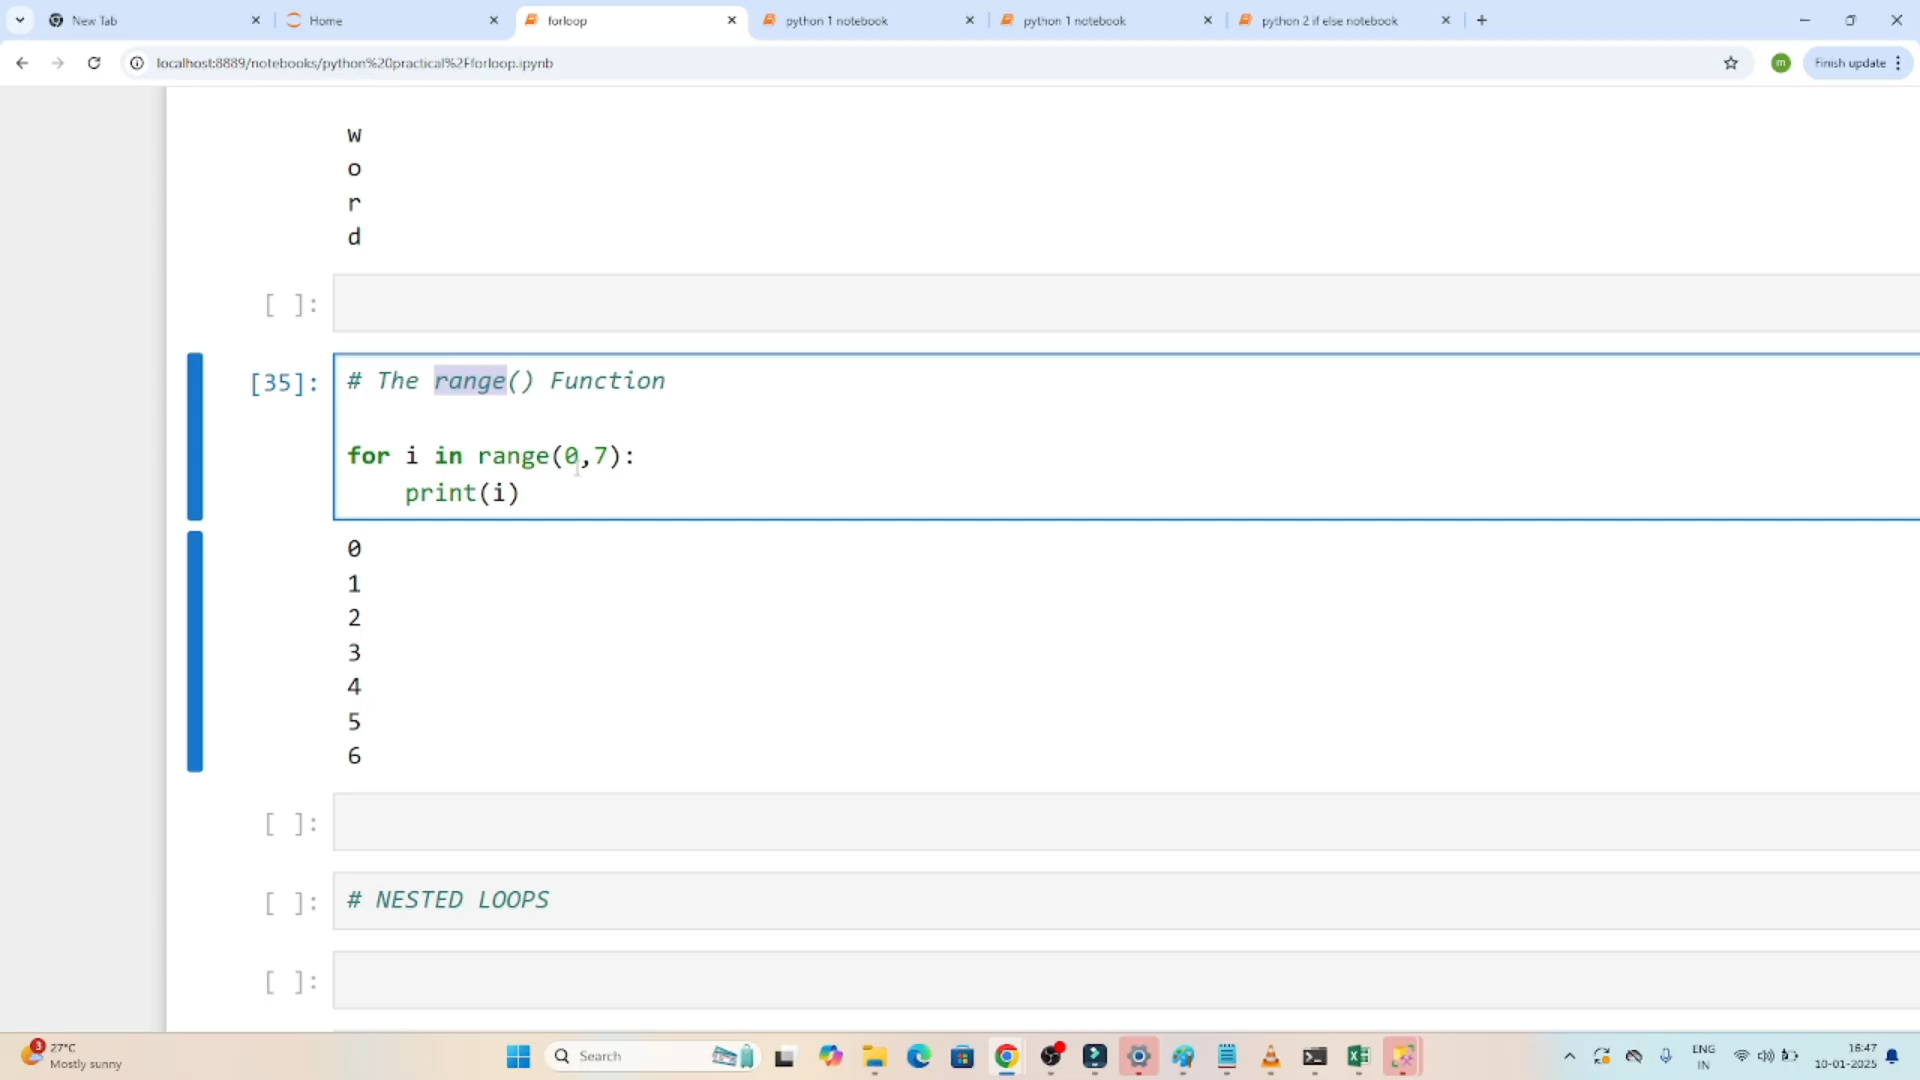 New Tab
Home
forloop
python 1 notebook
python 1 notebook
python 2 if else notebook
localhost:8889/notebooks/python%20practical%2Fforloop.ipynb
m
Finish update
w
o
r
d
[ ]:
[35]: # The range() Function
for i in range(0,7):
    print(i)
0
1
2
3
4
5
6
[ ]:
[ ]: # NESTED LOOPS
[ ]:
3
27°C
Mostly sunny
Search
ENG
IN
16:47
10-01-2025